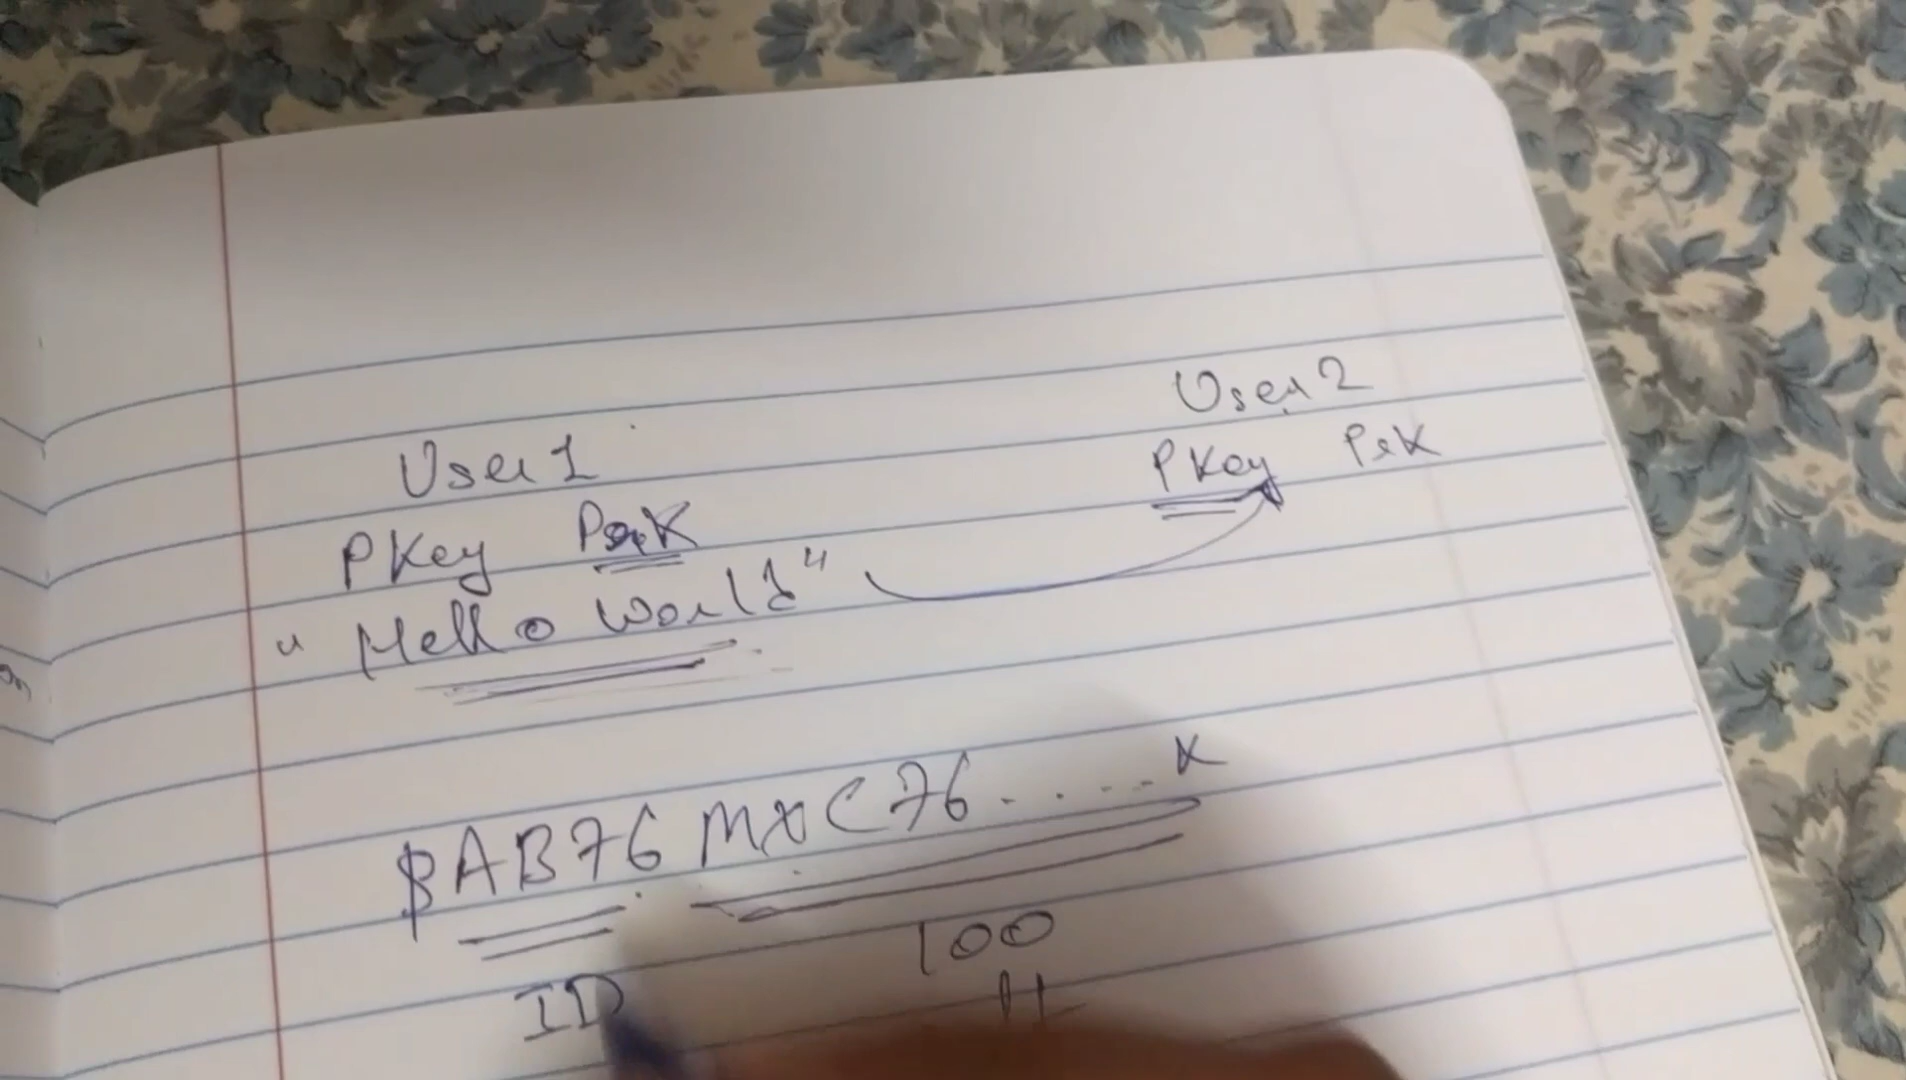 User 2
User 1
PKey PrK
PKey PrK
"Hello World"
$AB76 MXC76.....K
100
ID